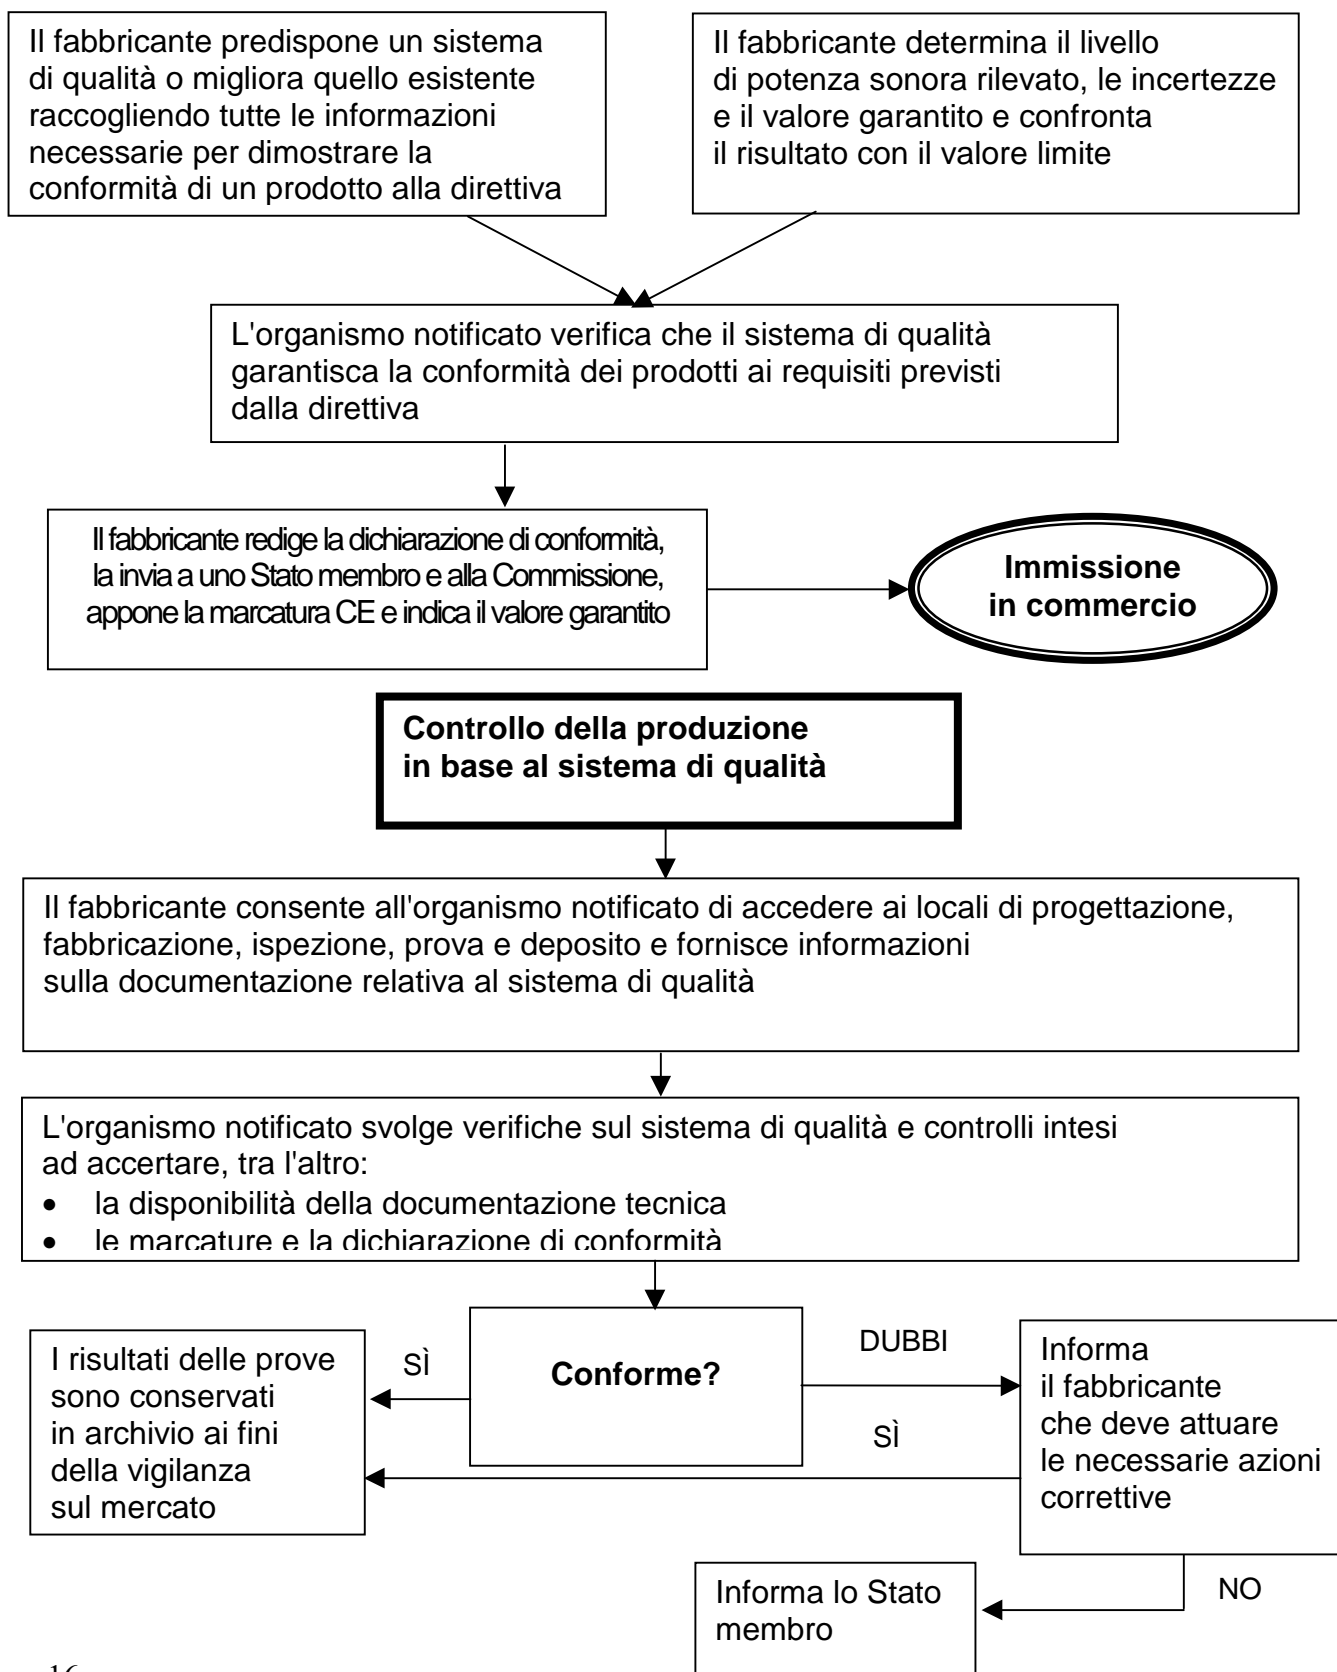 Il fabbricante predispone un sistema
di qualità o migliora quello esistente
raccogliendo tutte le informazioni
necessarie per dimostrare la
conformità di un prodotto alla direttiva
Il fabbricante determina il livello
di potenza sonora rilevato, le incertezze
e il valore garantito e confronta
il risultato con il valore limite
L'organismo notificato verifica che il sistema di qualità
garantisca la conformità dei prodotti ai requisiti previsti
dalla direttiva
Il fabbricante redige la dichiarazione di conformità,
la invia a uno Stato membro e alla Commissione,
appone la marcatura CE e indica il valore garantito
Immissione
in commercio
Controllo della produzione
in base al sistema di qualità
Il fabbricante consente all'organismo notificato di accedere ai locali di progettazione,
fabbricazione, ispezione, prova e deposito e fornisce informazioni
sulla documentazione relativa al sistema di qualità
L'organismo notificato svolge verifiche sul sistema di qualità e controlli intesi
ad accertare, tra l'altro:
• la disponibilità della documentazione tecnica
• le marcature e la dichiarazione di conformità
I risultati delle prove
sono conservati
in archivio ai fini
della vigilanza
sul mercato
SÌ
Conforme?
DUBBI
SÌ
Informa
il fabbricante
che deve attuare
le necessarie azioni
correttive
NO
Informa lo Stato
membro
16